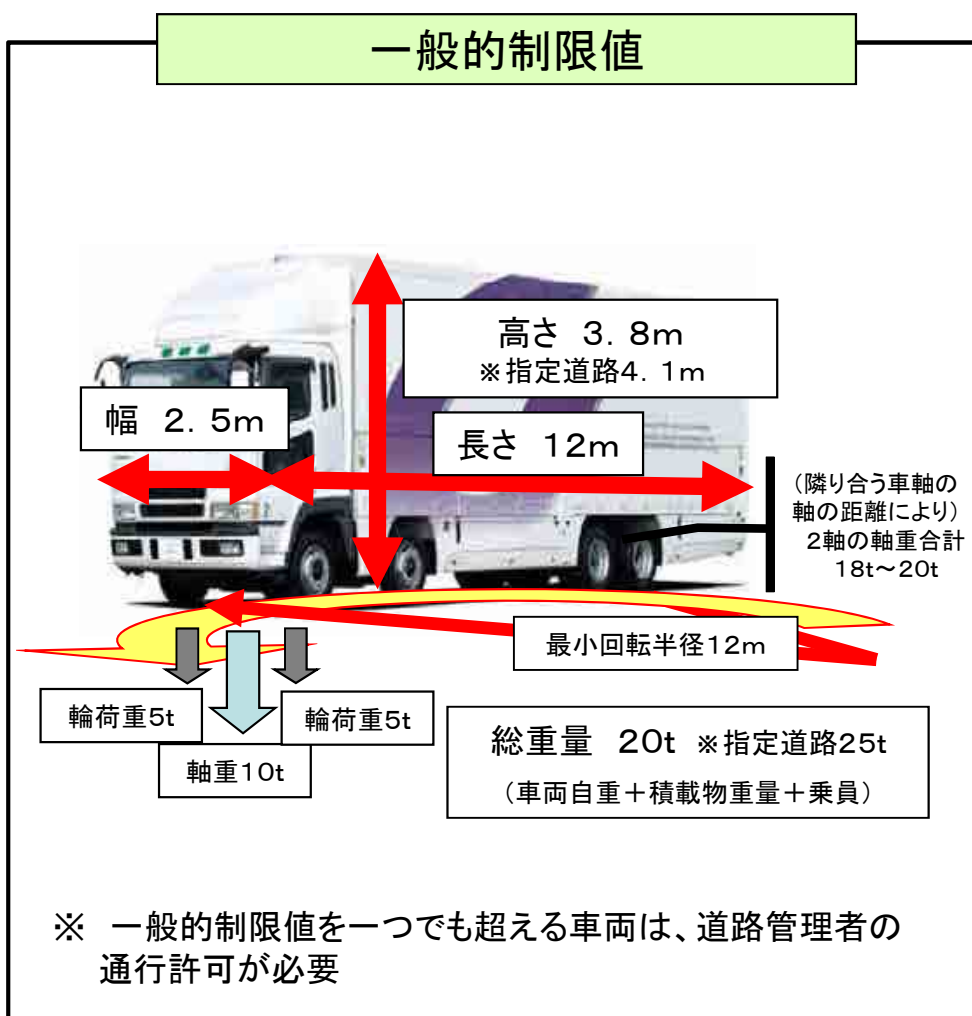 一般的制限値
高さ　3．8m
※指定道路4．1m
幅　2．5m
長さ　12m
（隣り合う車軸の
軸の距離により）
2軸の軸重合計
18t～20t
最小回転半径12m
輪荷重5t
輪荷重5t
軸重10t
総重量　20t ※指定道路25t
（車両自重＋積載物重量＋乗員）
※　一般的制限値を一つでも超える車両は、道路管理者の
通行許可が必要